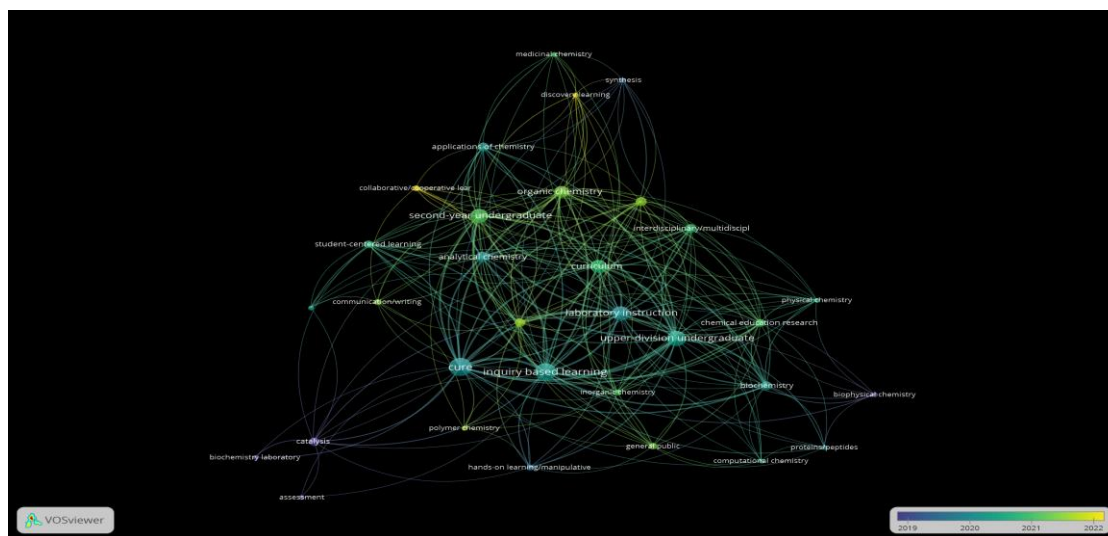 medicinal chemistry
synthesis
discovery learning
applications of chemistry
collaborative/cooperative lear
organic chemistry
second-year undergraduate
interdisciplinary/multidiscipl
student-centered learning
analytical chemistry
curriculum
communication/writing
physical chemistry
laboratory instruction
chemical education research
upper-division undergraduate
cure
inquiry based learning
biochemistry
inorganic chemistry
biophysical chemistry
polymer chemistry
catalysis
general public
proteins/peptides
biochemistry laboratory
hands-on learning/manipulative
computational chemistry
assessment
VOSviewer
2019 2020 2021 2022